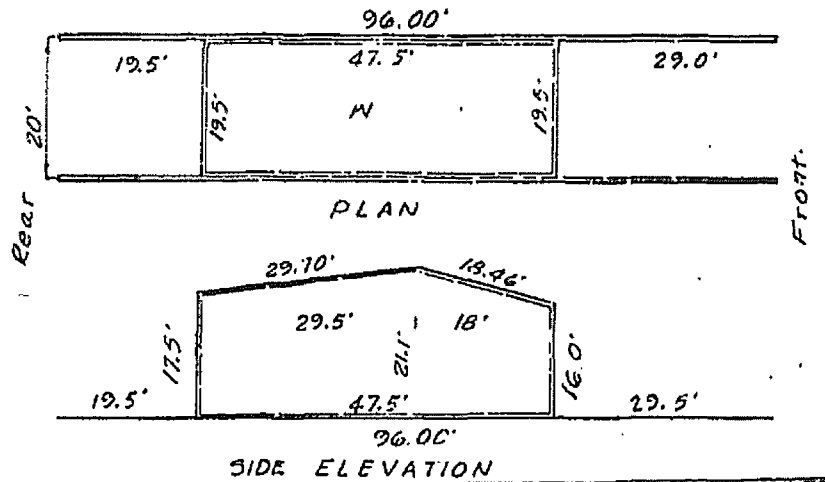 96.00'
19.5' 47.5' 29.0'
20' 19.5' N 19.5'
PLAN
Rear
Front.
29.70' 18.46'
29.5' 18'
17.5' 21.1' 16.0'
19.5' 47.5' 29.5'
96.00'
SIDE ELEVATION